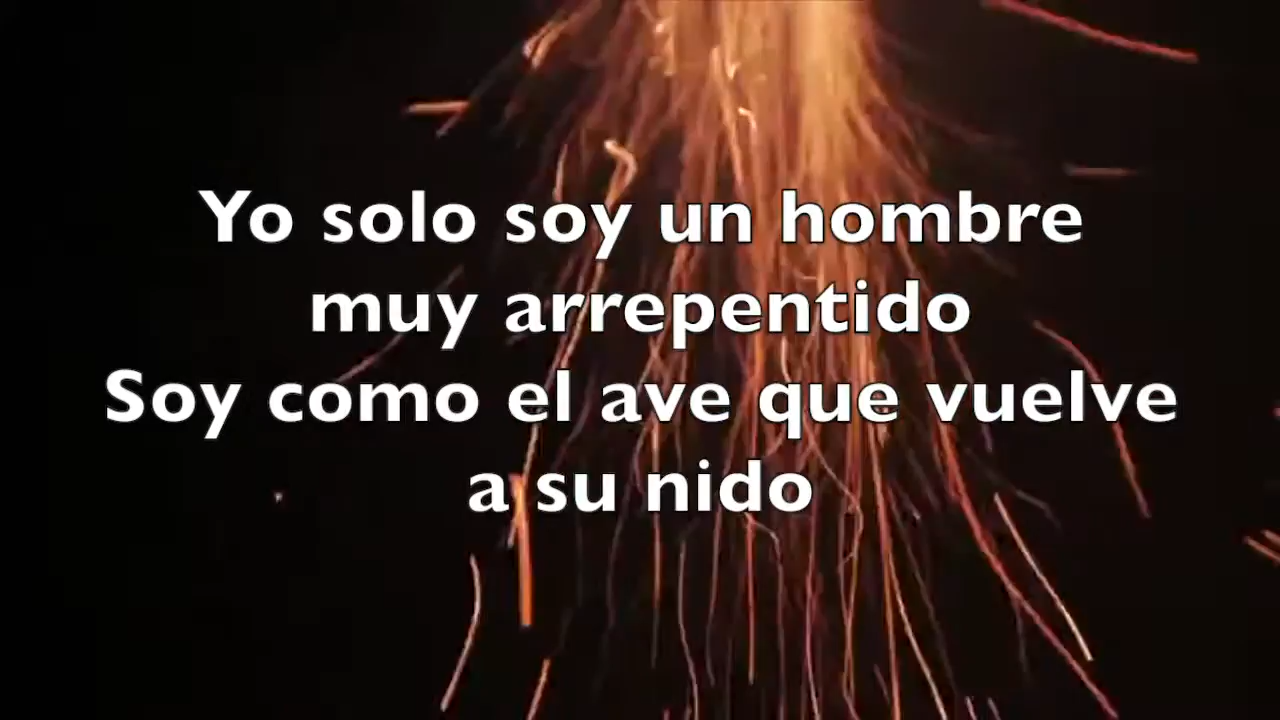 Yo solo soy un hombre
muy arrepentido
Soy como el ave que vuelve
a su nido